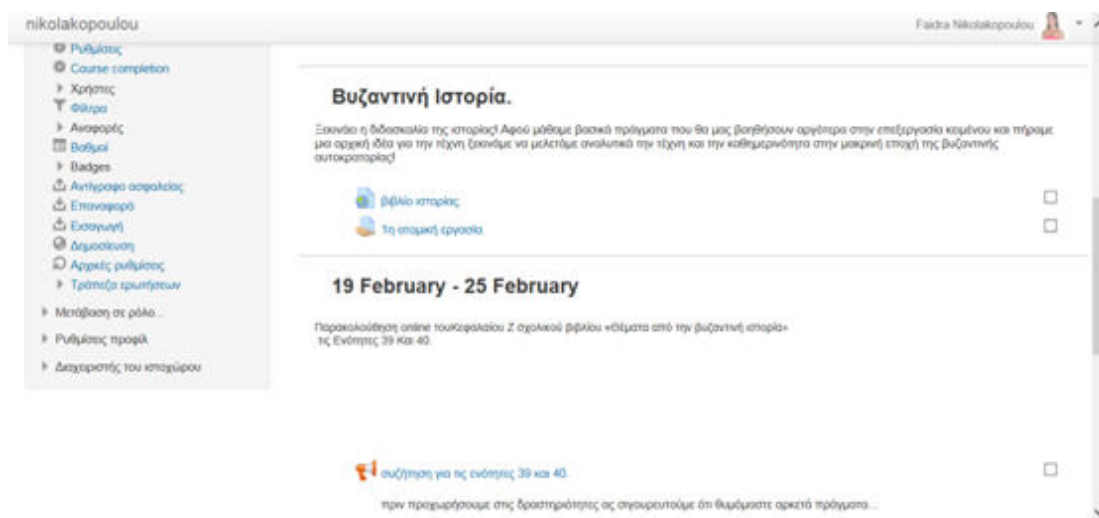 nikolakopoulou
Faidra Nikolakopoulou
Ρυθμίσεις
Course completion
Χρήστες
Φίλτρα
Αναφορές
Βαθμοί
Badges
Αντίγραφο ασφαλείας
Επαναφορά
Εισαγωγή
Δημοσίευση
Αρχικές ρυθμίσεις
Τράπεζα ερωτήσεων
Μετάβαση σε ρόλο...
Ρυθμίσεις προφίλ
Διαχειριστής του ιστοχώρου
Βυζαντινή Ιστορία.
Ξεκινάει η διδασκαλία της ιστορίας! Αφού μάθαμε βασικά πράγματα που θα μας βοηθήσουν αργότερα στην επεξεργασία κειμένου και πήραμε
μια αρχική ιδέα για την τέχνη ξεκινάμε να μελετάμε αναλυτικά την τέχνη και την καθημερινότητα στην μακρινή εποχή της βυζαντινής
αυτοκρατορίας!
βιβλίο ιστορίας
1η ατομική εργασία
19 February - 25 February
Παρακολούθηση online τουΚεφαλαίου Ζ σχολικού βιβλίου «Θέματα από την βυζαντινή ιστορία»
τις Ενότητες 39 Και 40.
συζήτηση για τις ενότητες 39 και 40.
πριν προχωρήσουμε στις δραστηριότητες ας σιγουρευτούμε ότι θυμόμαστε αρκετά πράγματα...